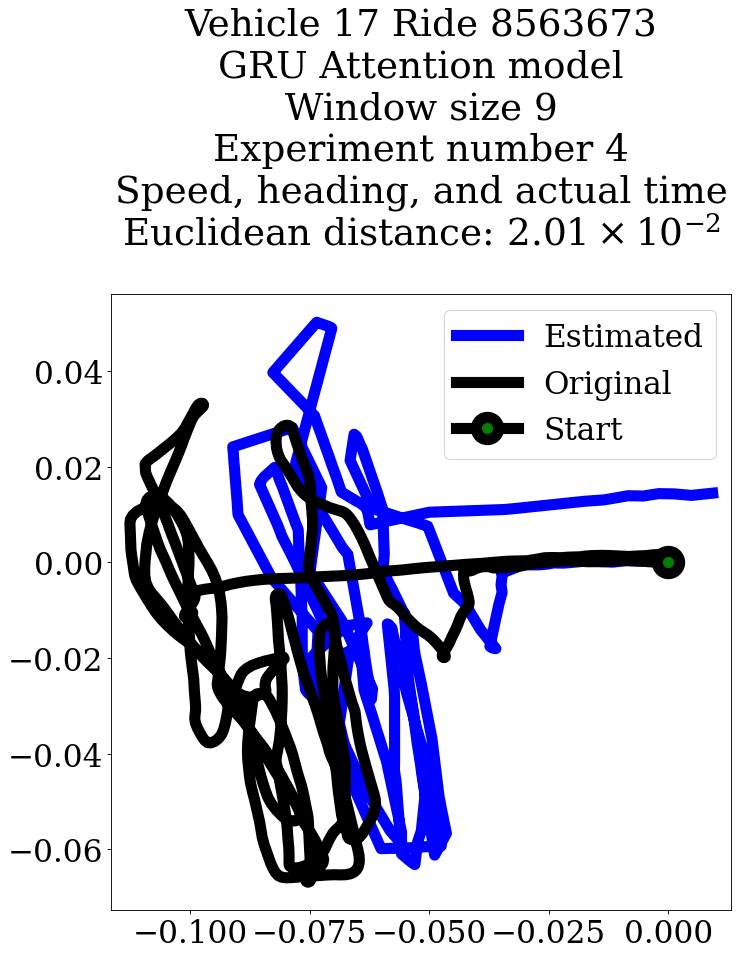 Vehicle 17 Ride 8563673
GRU Attention model
Window size 9
Experiment number 4
Speed, heading, and actual time
Euclidean distance: 2.01 × 10⁻²
Estimated
Original
Start
0.04
0.02
0.00
−0.02
−0.04
−0.06
−0.100 −0.075 −0.050 −0.025 0.000